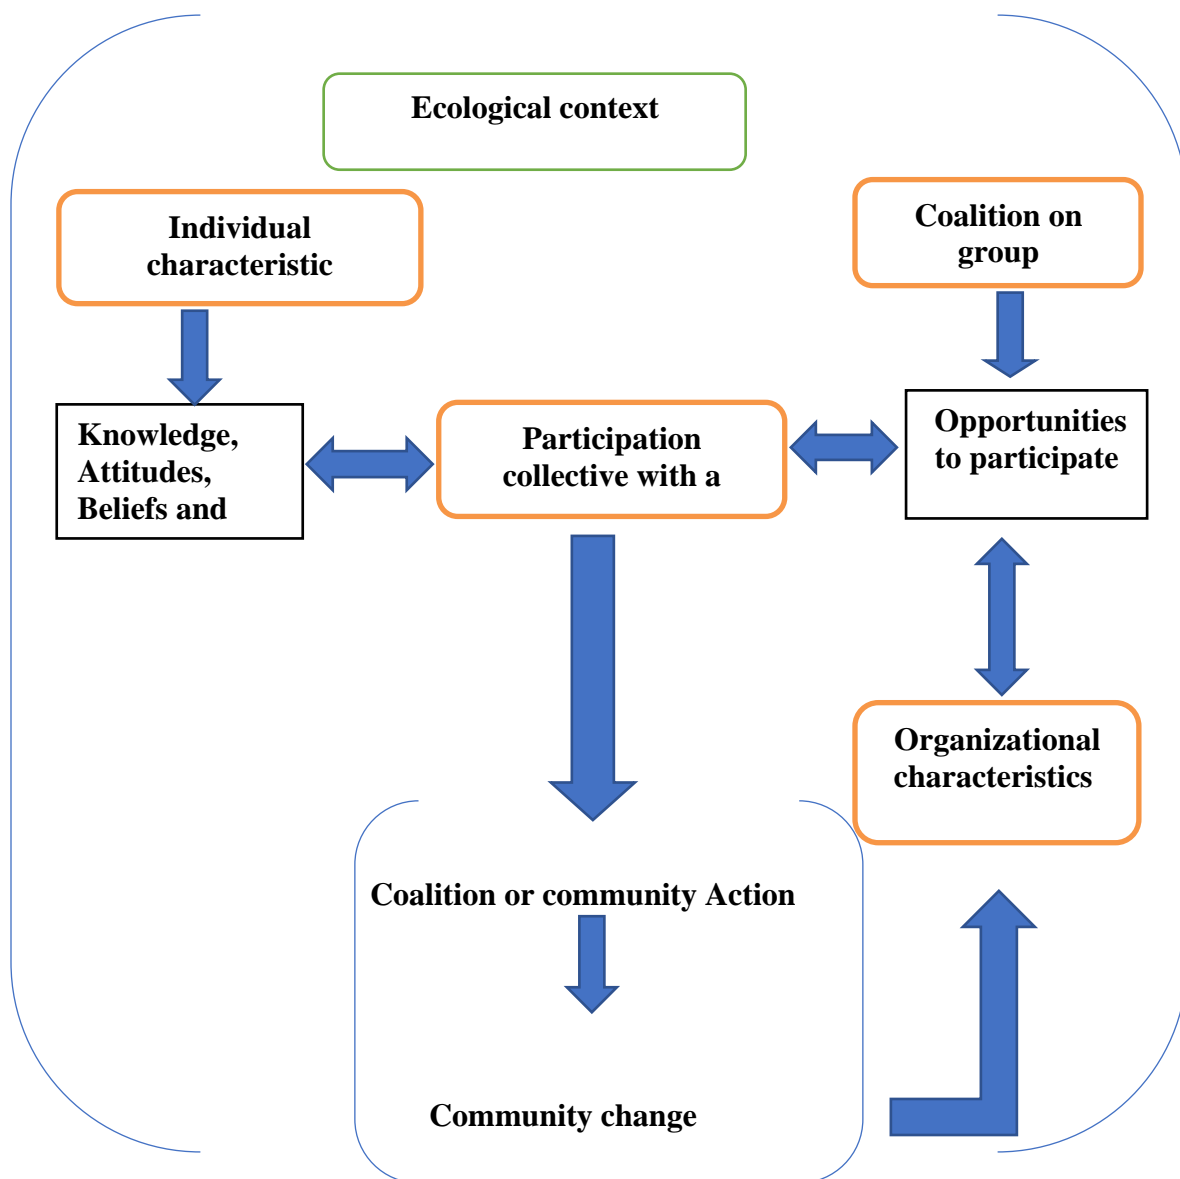 Ecological context
Individual
characteristic
Coalition on
group
Knowledge,
Attitudes,
Beliefs and
Participation
collective with a
Opportunities
to participate
Organizational
characteristics
Coalition or community Action
Community change